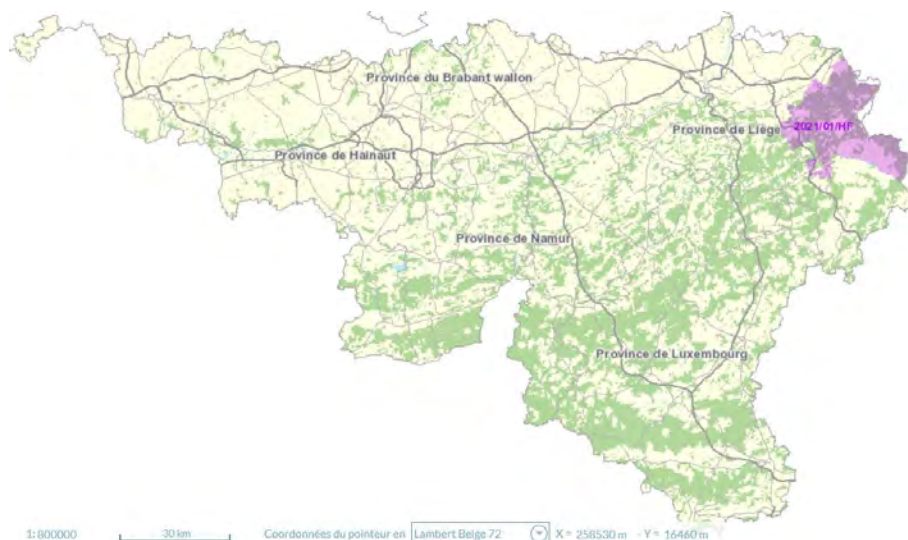 Province du Brabant wallon
2021/01/HF
Province de Liège
Province de Hainaut
Province de Namur
Province de Luxembourg
1:800000 30 km Coordonnées du pointeur en Lambert Belge 72 X = 258530 m - Y = 16460 m